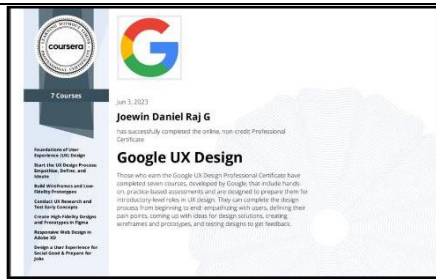 LEARNING WITHOUT LIMITS
coursera
PROFESSIONAL CERTIFICATE
7 Courses
Foundations of User
Experience (UX) Design
Start the UX Design Process:
Empathize, Define, and
Ideate
Build Wireframes and Low-
Fidelity Prototypes
Conduct UX Research and
Test Early Concepts
Create High-Fidelity Designs
and Prototypes in Figma
Responsive Web Design in
Adobe XD
Design a User Experience for
Social Good & Prepare for
Jobs
G
Jun 3, 2023
Joewin Daniel Raj G
has successfully completed the online, non-credit Professional
Certificate
Google UX Design
Those who earn the Google UX Design Professional Certificate have
completed seven courses, developed by Google, that include hands-
on, practice-based assessments and are designed to prepare them for
introductory-level roles in UX design. They can complete the design
process from beginning to end: empathizing with users, defining their
pain points, coming up with ideas for design solutions, creating
wireframes and prototypes, and testing designs to get feedback.